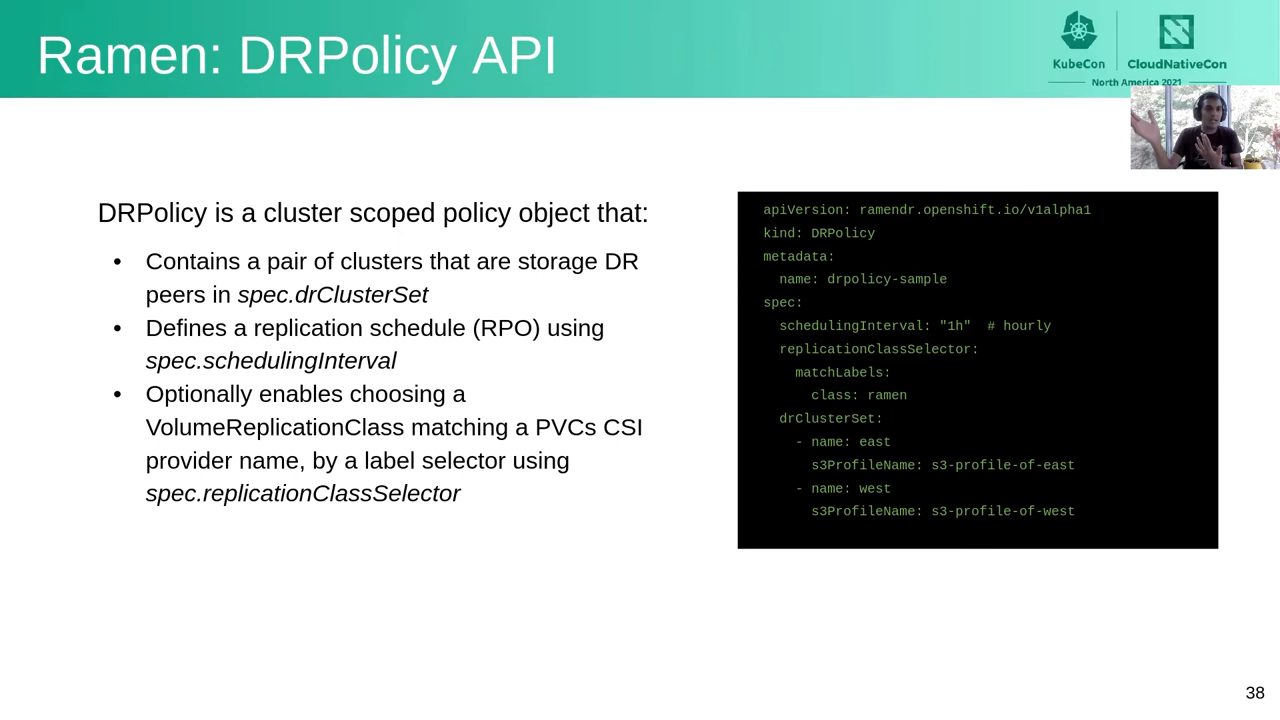 Ramen: DRPolicy API
KubeCon
CloudNativeCon
North America 2021
DRPolicy is a cluster scoped policy object that:
• Contains a pair of clusters that are storage DR
peers in spec.drClusterSet
• Defines a replication schedule (RPO) using
spec.schedulingInterval
• Optionally enables choosing a
VolumeReplicationClass matching a PVCs CSI
provider name, by a label selector using
spec.replicationClassSelector
apiVersion: ramendr.openshift.io/v1alpha1
kind: DRPolicy
metadata:
  name: drpolicy-sample
spec:
  schedulingInterval: "1h"  # hourly
  replicationClassSelector:
    matchLabels:
      class: ramen
  drClusterSet:
    - name: east
      s3ProfileName: s3-profile-of-east
    - name: west
      s3ProfileName: s3-profile-of-west
38